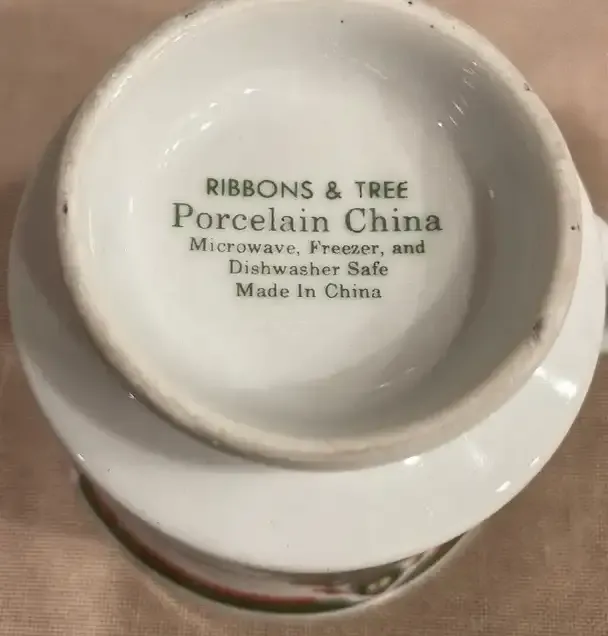 RIBBONS & TREE
Porcelain China
Microwave, Freezer, and
Dishwasher Safe
Made In China